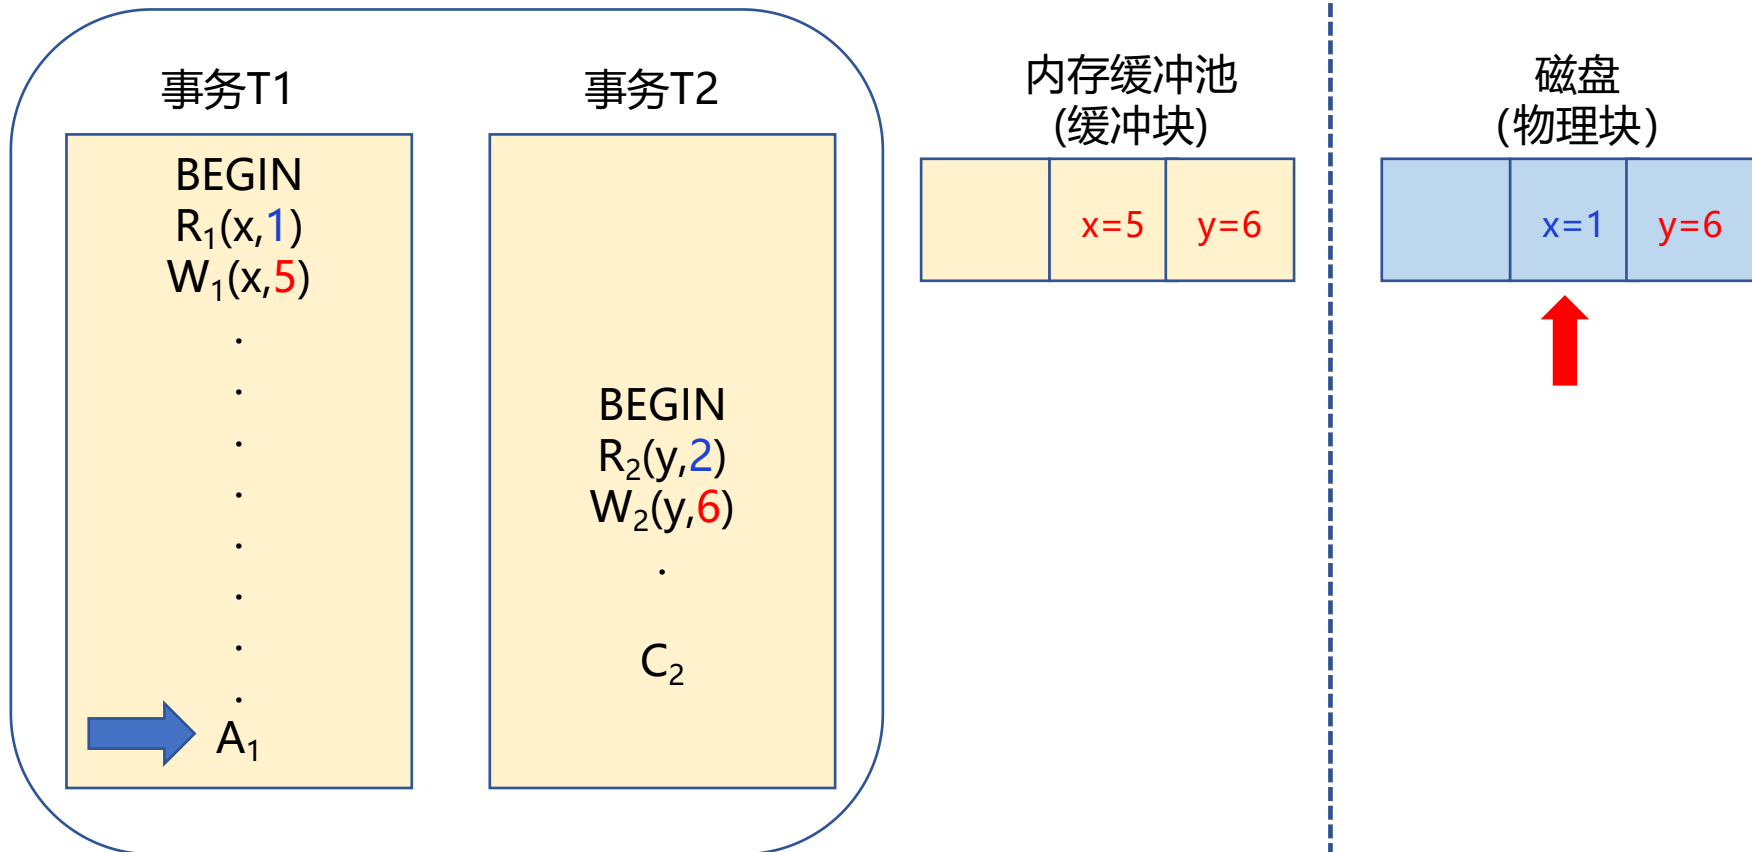 事务T1
BEGIN
R1(x,1)
W1(x,5)
.
.
.
.
.
.
.
.
A1
事务T2
BEGIN
R2(y,2)
W2(y,6)
.
C2
内存缓冲池
(缓冲块)
x=5
y=6
磁盘
(物理块)
x=1
y=6